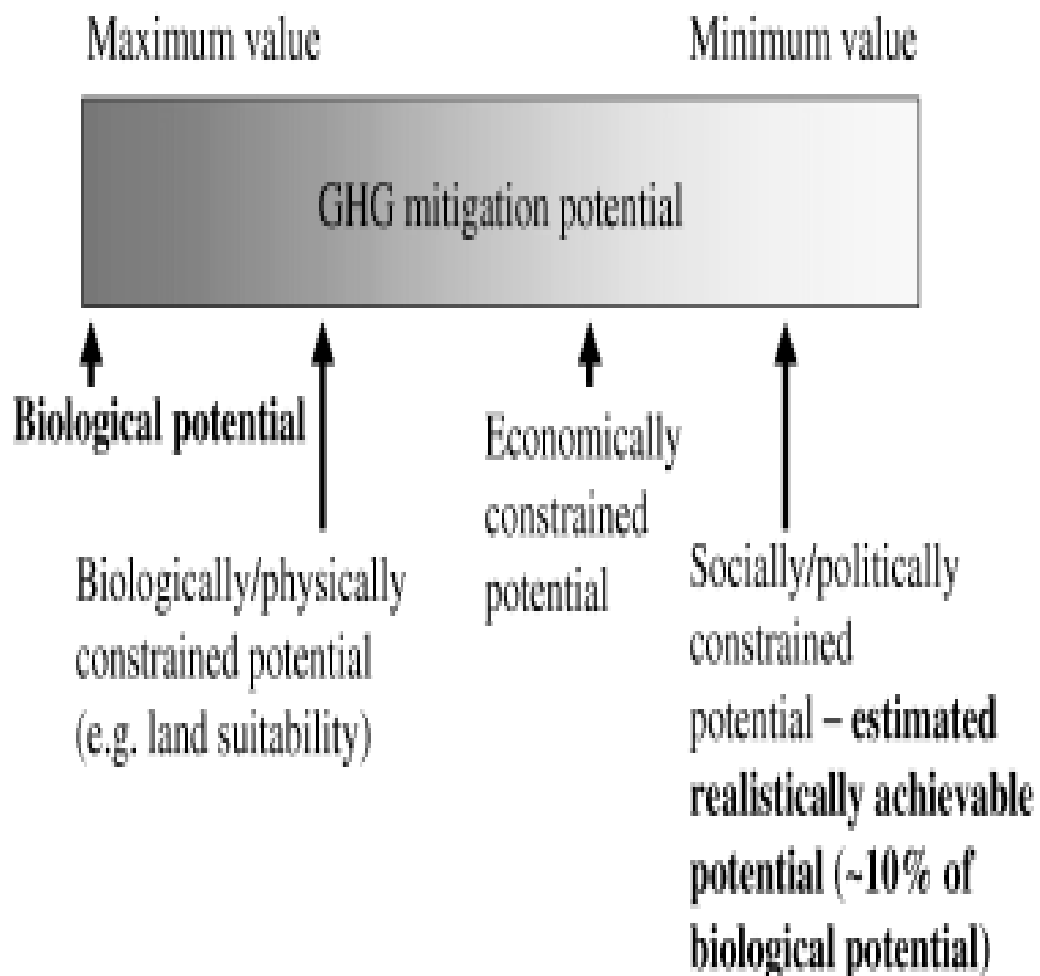 Maximum value
Minimum value
GHG mitigation potential
Biological potential
Biologically/physically
constrained potential
(e.g. land suitability)
Economically
constrained
potential
Socially/politically
constrained
potential – estimated
realistically achievable
potential (~10% of
biological potential)